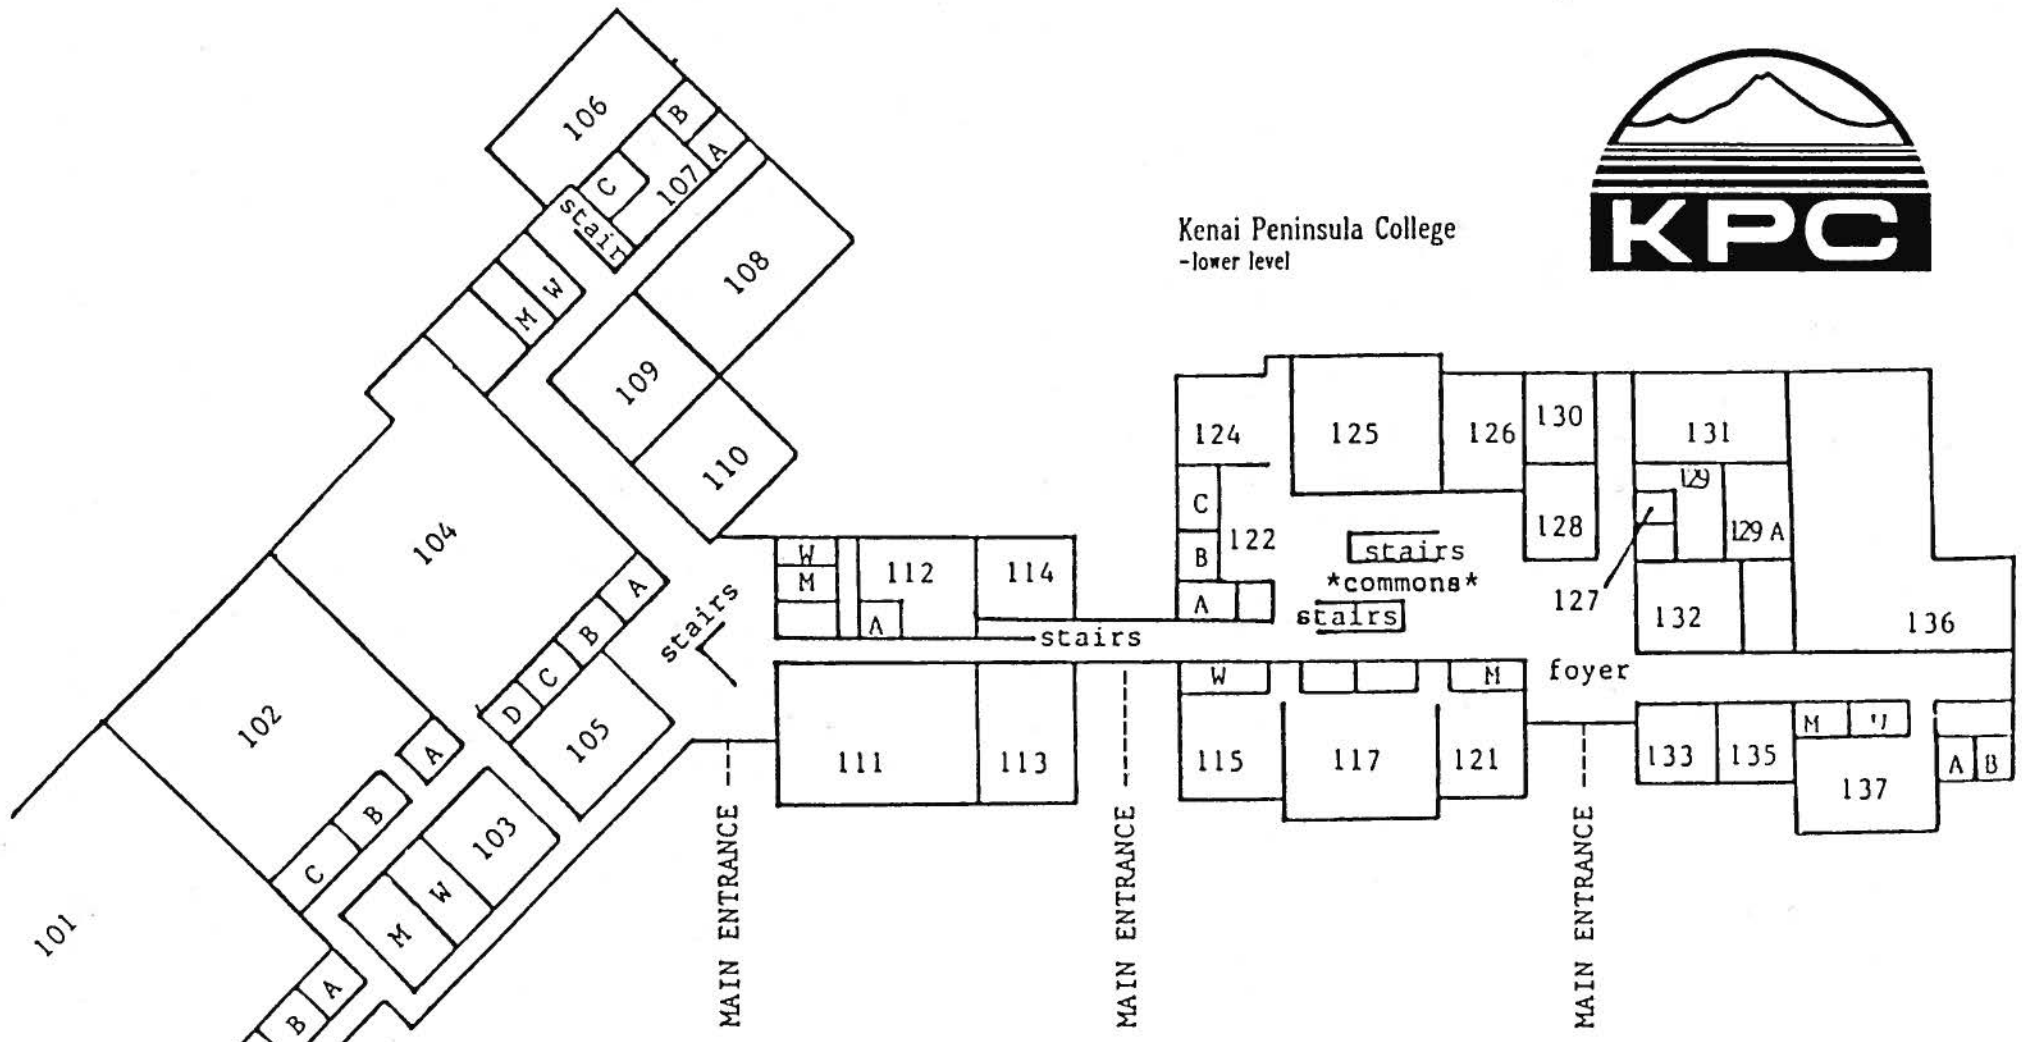 106
B
A
107
C
stair
108
W
M
109
110
104
102
A
B
C
D
A
B
C
105
103
W
M
101
A
B
stairs
W
M
112
A
114
stairs
111
113
MAIN ENTRANCE
MAIN ENTRANCE
MAIN ENTRANCE
Kenai Peninsula College
-lower level
KPC
124
125
126
130
131
C
B
A
122
128
129
129 A
127
stairs
*commons*
stairs
132
136
foyer
W
M
115
117
121
133
135
M
137
A
B